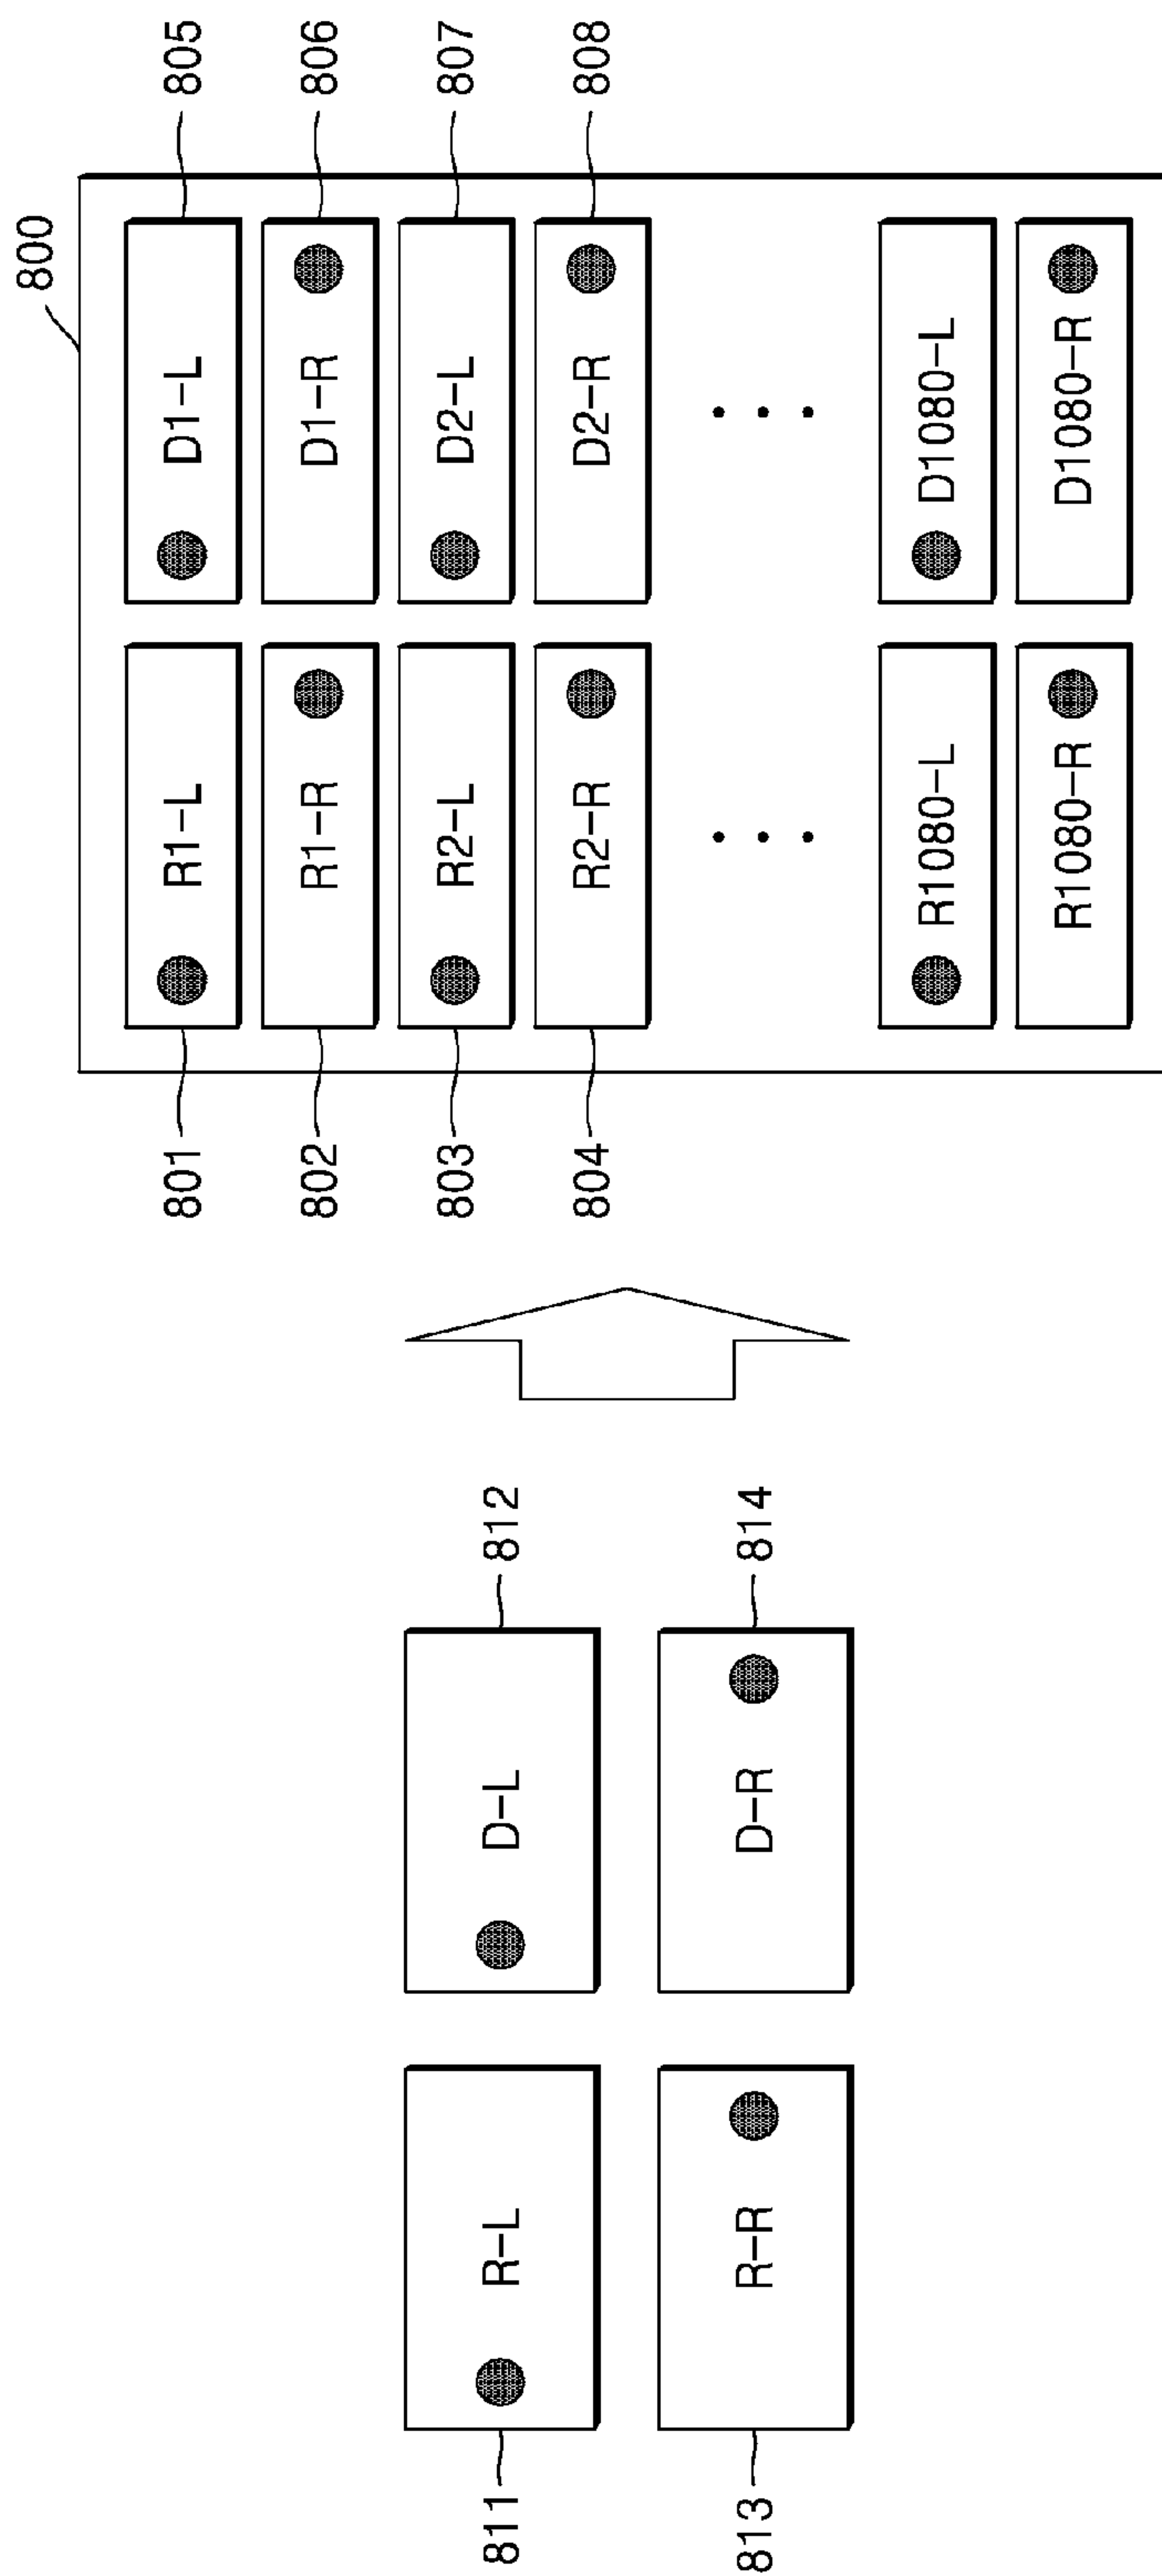 811 R-L D-L 812
813 R-R D-R 814
800
801 R1-L D1-L 805
802 R1-R D1-R 806
803 R2-L D2-L 807
804 R2-R D2-R 808
R1080-L D1080-L
R1080-R D1080-R